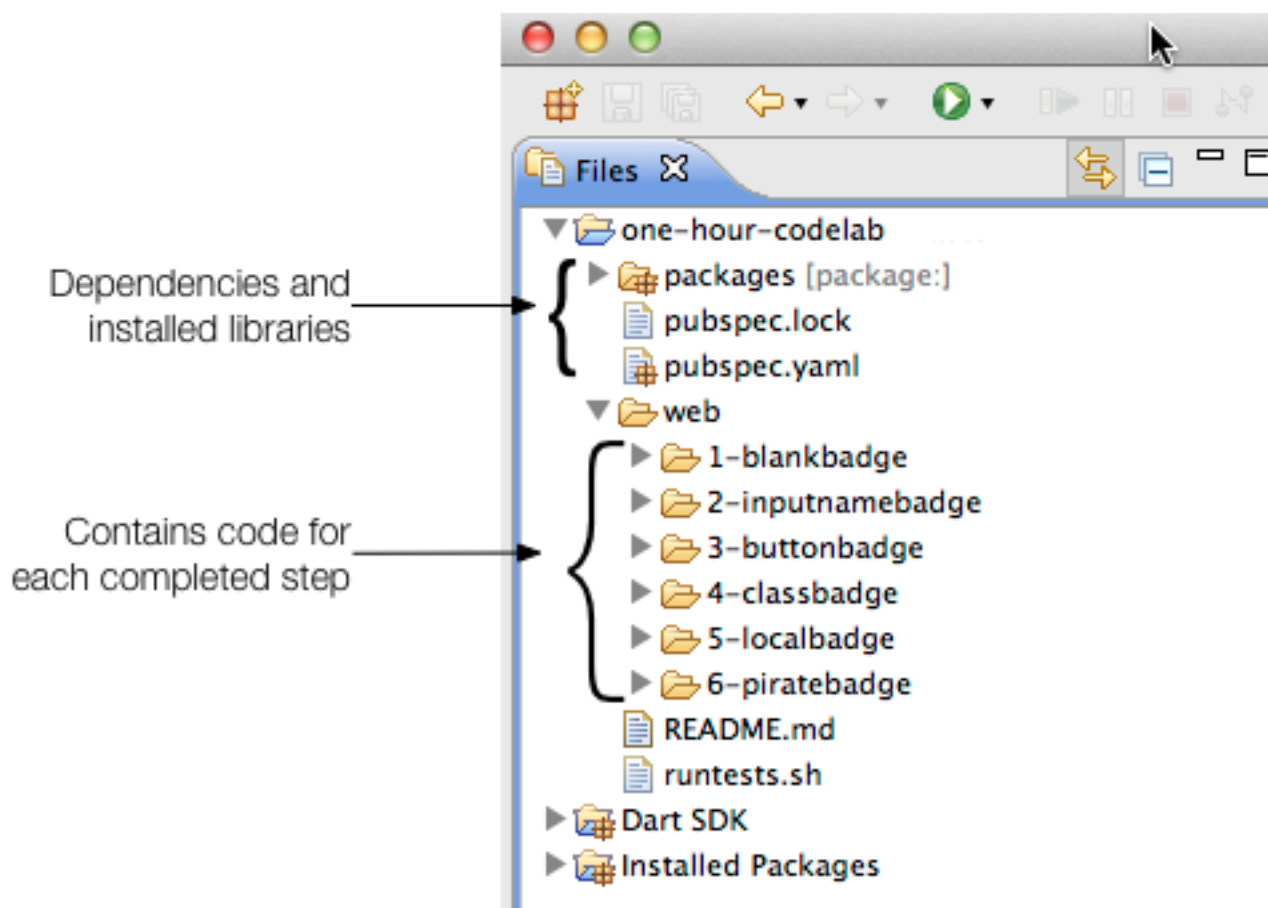 Files
one-hour-codelab
Dependencies and
installed libraries
packages [package:]
pubspec.lock
pubspec.yaml
web
Contains code for
each completed step
1-blankbadge
2-inputnamebadge
3-buttonbadge
4-classbadge
5-localbadge
6-piratebadge
README.md
runtests.sh
Dart SDK
Installed Packages